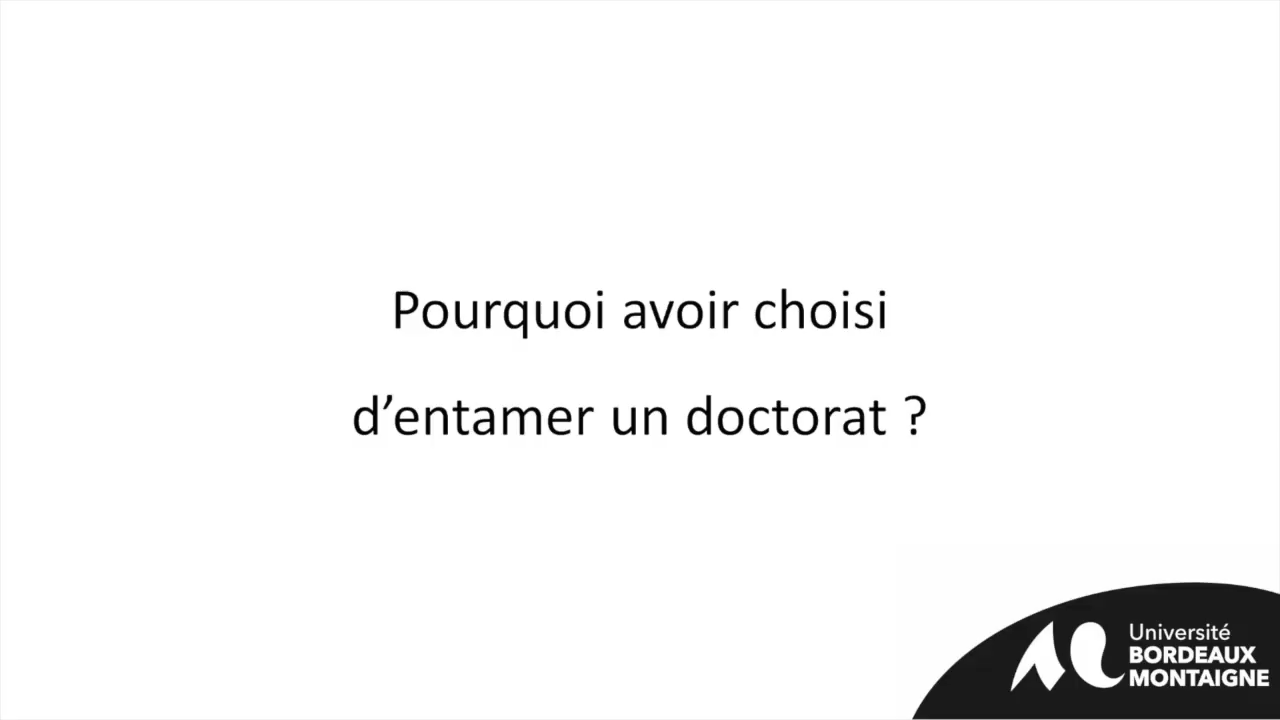 Pourquoi avoir choisi
d’entamer un doctorat ?
Université
BORDEAUX
MONTAIGNE